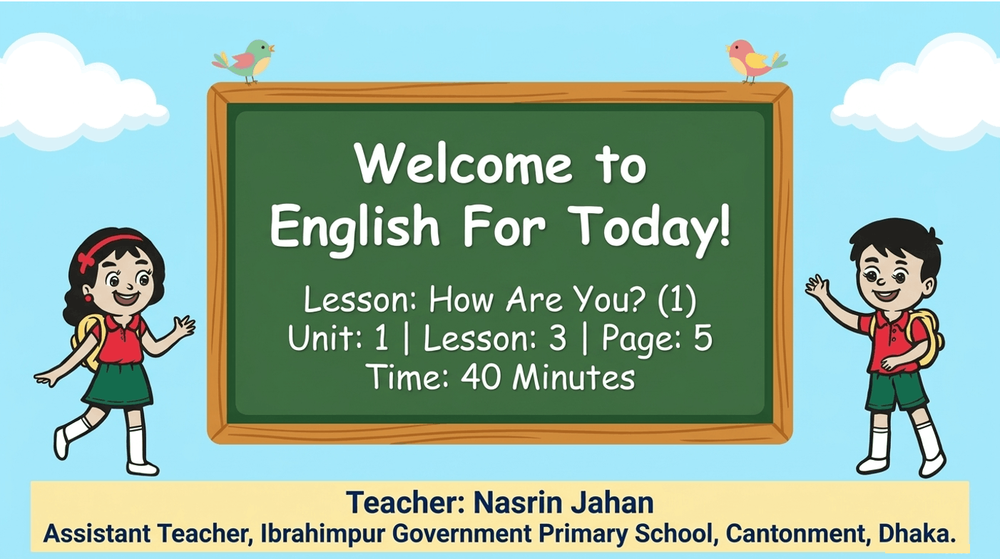 Welcome to
English For Today!
Lesson: How Are You? (1)
Unit: 1 | Lesson: 3 | Page: 5
Time: 40 Minutes
Teacher: Nasrin Jahan
Assistant Teacher, Ibrahimpur Government Primary School, Cantonment, Dhaka.